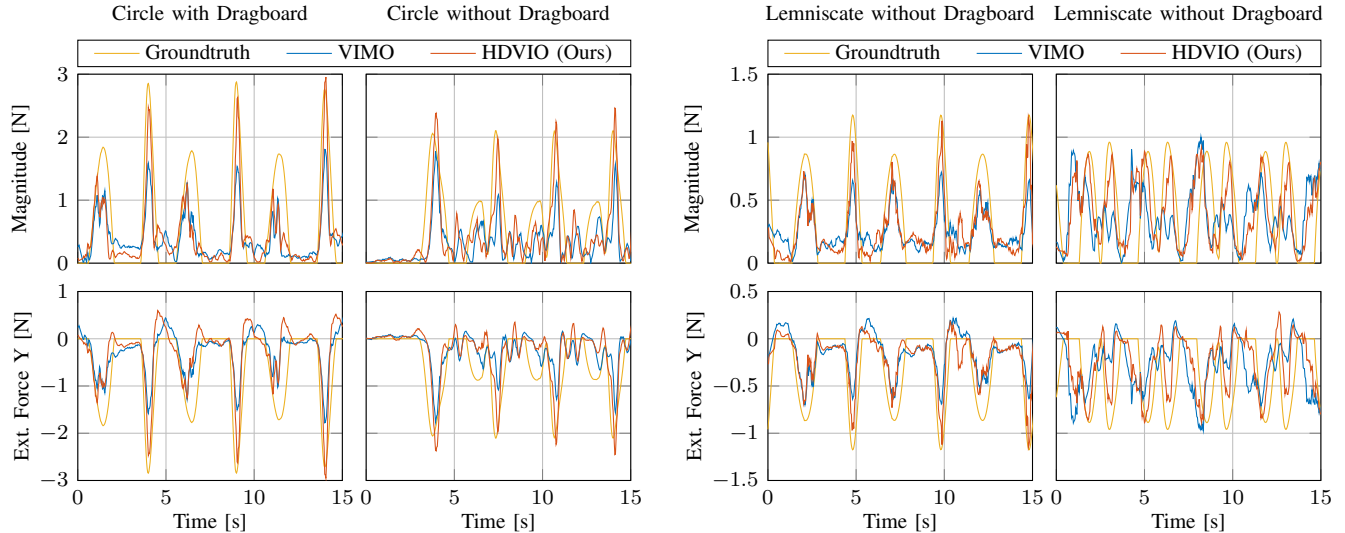 Circle with Dragboard Circle without Dragboard Lemniscate without Dragboard Lemniscate without Dragboard
Groundtruth VIMO HDVIO (Ours) Groundtruth VIMO HDVIO (Ours)
Magnitude [N]
3
2
1
0
Magnitude [N]
1.5
1
0.5
0
Ext. Force Y [N]
1
0
−1
−2
−3
Ext. Force Y [N]
0.5
0
−0.5
−1
−1.5
0 5 10 15 5 10 15 0 5 10 15 5 10 15
Time [s] Time [s] Time [s] Time [s]